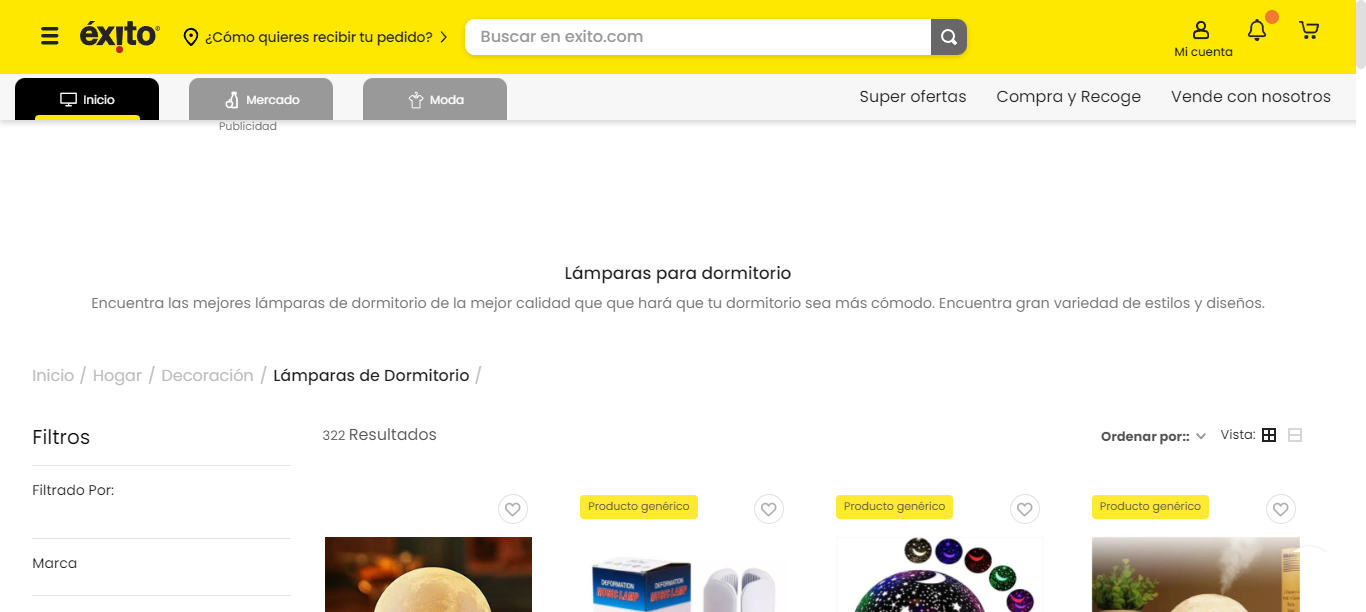 éxito
¿Cómo quieres recibir tu pedido?
Buscar en exito.com
Mi cuenta
Inicio
Mercado
Moda
Super ofertas
Compra y Recoge
Vende con nosotros
Publicidad
Lámparas para dormitorio
Encuentra las mejores lámparas de dormitorio de la mejor calidad que que hará que tu dormitorio sea más cómodo. Encuentra gran variedad de estilos y diseños.
Inicio / Hogar / Decoración / Lámparas de Dormitorio /
Filtros
322 Resultados
Ordenar por::
Vista:
Filtrado Por:
Marca
Producto genérico
Producto genérico
Producto genérico
DEFORMATION
MUSIC LAMP
DEFORMATION
MUSIC LAMP